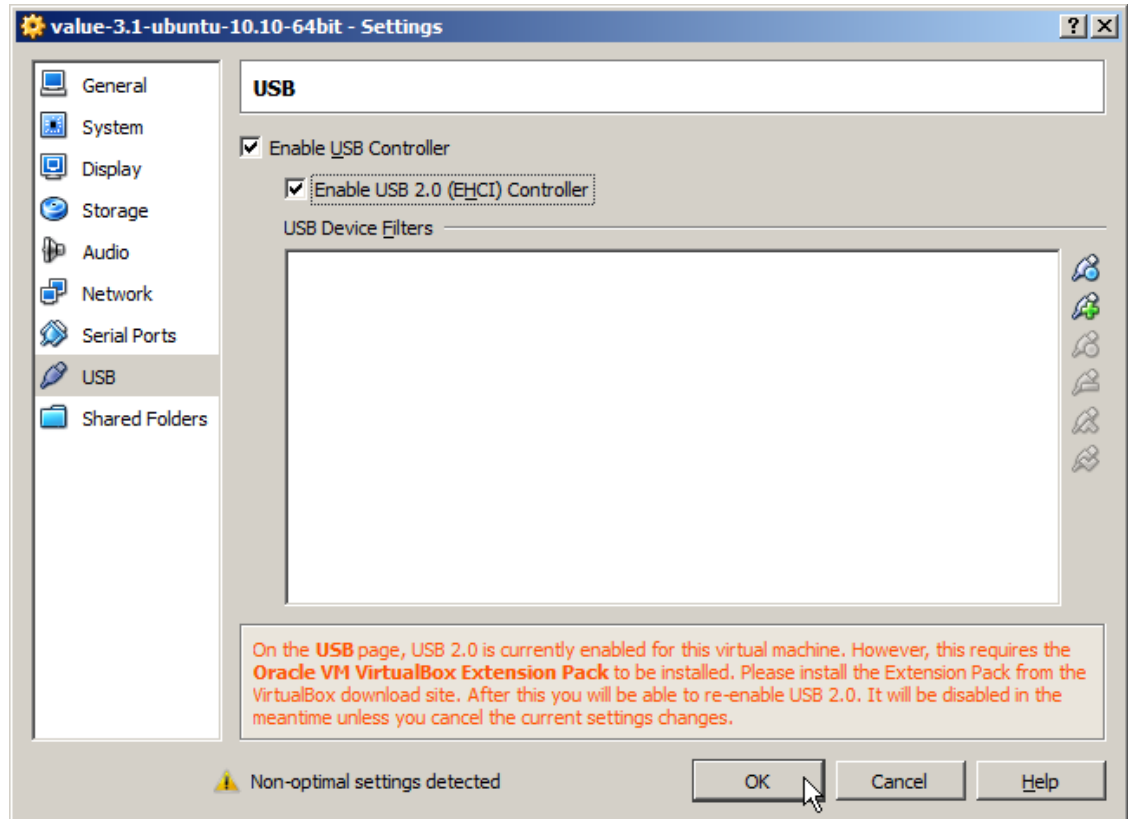 value-3.1-ubuntu-10.10-64bit - Settings
General
System
Display
Storage
Audio
Network
Serial Ports
USB
Shared Folders
USB
Enable USB Controller
Enable USB 2.0 (EHCI) Controller
USB Device Filters
On the USB page, USB 2.0 is currently enabled for this virtual machine. However, this requires the
Oracle VM VirtualBox Extension Pack to be installed. Please install the Extension Pack from the
VirtualBox download site. After this you will be able to re-enable USB 2.0. It will be disabled in the
meantime unless you cancel the current settings changes.
Non-optimal settings detected
OK
Cancel
Help